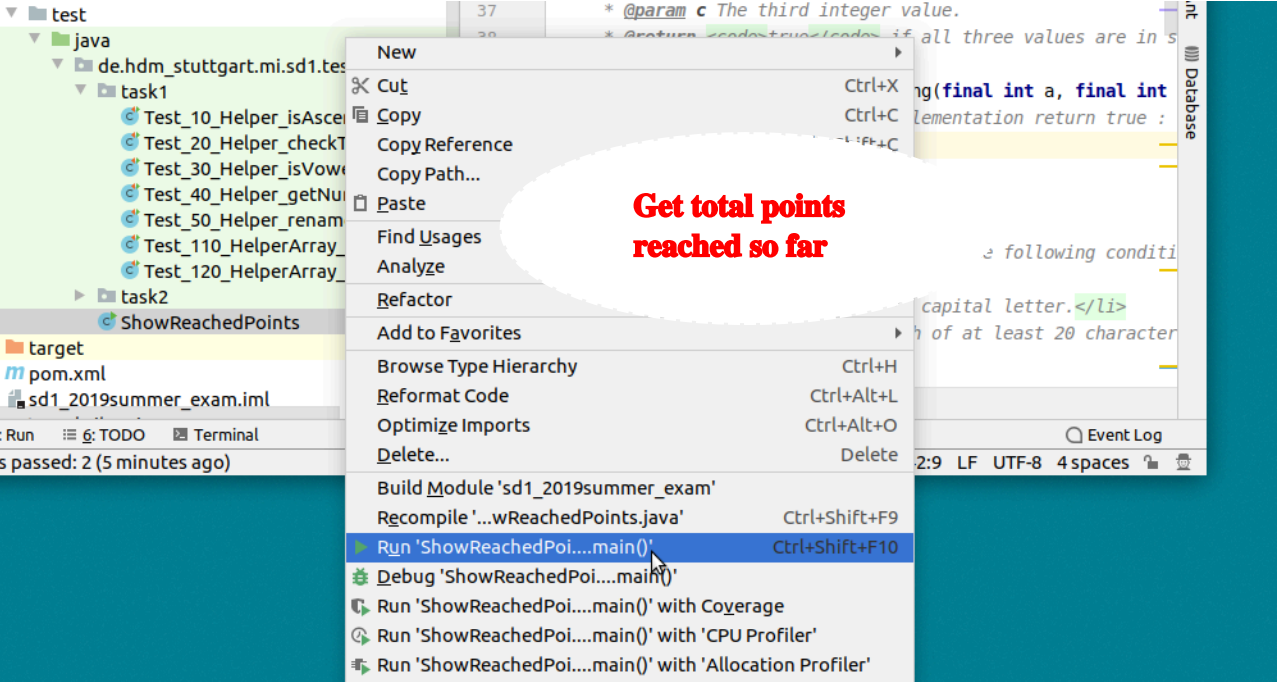 test
java
de.hdm_stuttgart.mi.sd1.tes
task1
Test_10_Helper_isAsce
Test_20_Helper_checkT
Test_30_Helper_isVowe
Test_40_Helper_getNu
Test_50_Helper_renam
Test_110_HelperArray_
Test_120_HelperArray_
task2
ShowReachedPoints
target
pom.xml
sd1_2019summer_exam.iml
: Run 6: TODO Terminal
s passed: 2 (5 minutes ago)
37 * @param c The third integer value.
38 * @return <code>true</code> if all three values are in s
ng(final int a, final int
lementation return true :
e following conditi
capital letter.</li>
h of at least 20 character
Database
New
Cut Ctrl+X
Copy Ctrl+C
Copy Reference
Copy Path...
Paste
Find Usages
Analyze
Refactor
Add to Favorites
Browse Type Hierarchy Ctrl+H
Reformat Code Ctrl+Alt+L
Optimize Imports Ctrl+Alt+O
Delete... Delete
Build Module 'sd1_2019summer_exam'
Recompile '...wReachedPoints.java' Ctrl+Shift+F9
Run 'ShowReachedPoi....main()' Ctrl+Shift+F10
Debug 'ShowReachedPoi....main()'
Run 'ShowReachedPoi....main()' with Coverage
Run 'ShowReachedPoi....main()' with 'CPU Profiler'
Run 'ShowReachedPoi....main()' with 'Allocation Profiler'
Get total points
reached so far
Event Log
2:9 LF UTF-8 4 spaces